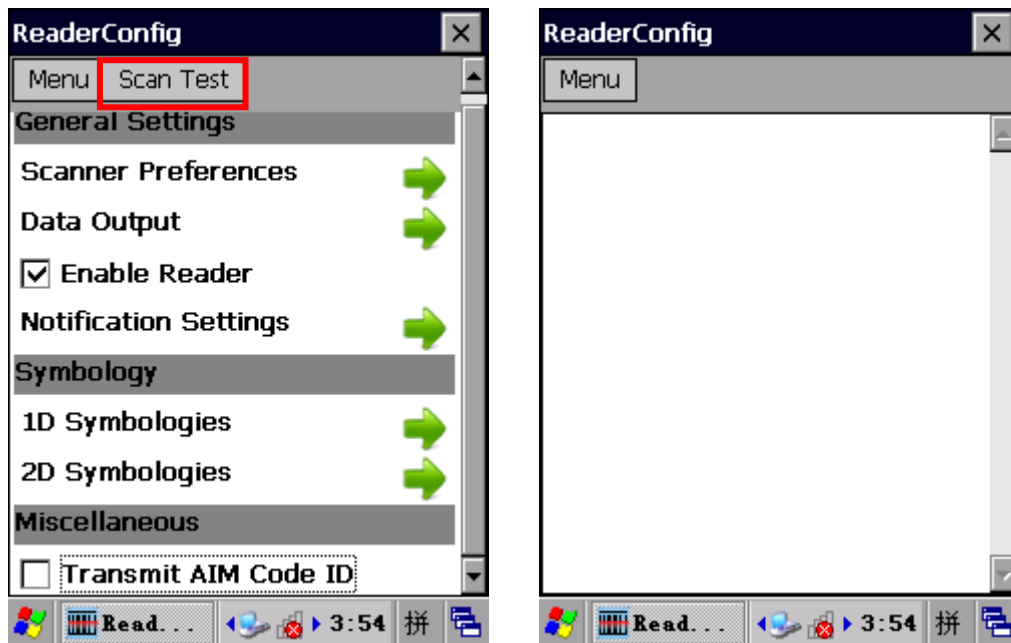 ReaderConfig
Menu Scan Test
General Settings
Scanner Preferences
Data Output
Enable Reader
Notification Settings
Symbology
1D Symbologies
2D Symbologies
Miscellaneous
Transmit AIM Code ID
Read... 3:54 拼
ReaderConfig
Menu
Read... 3:54 拼